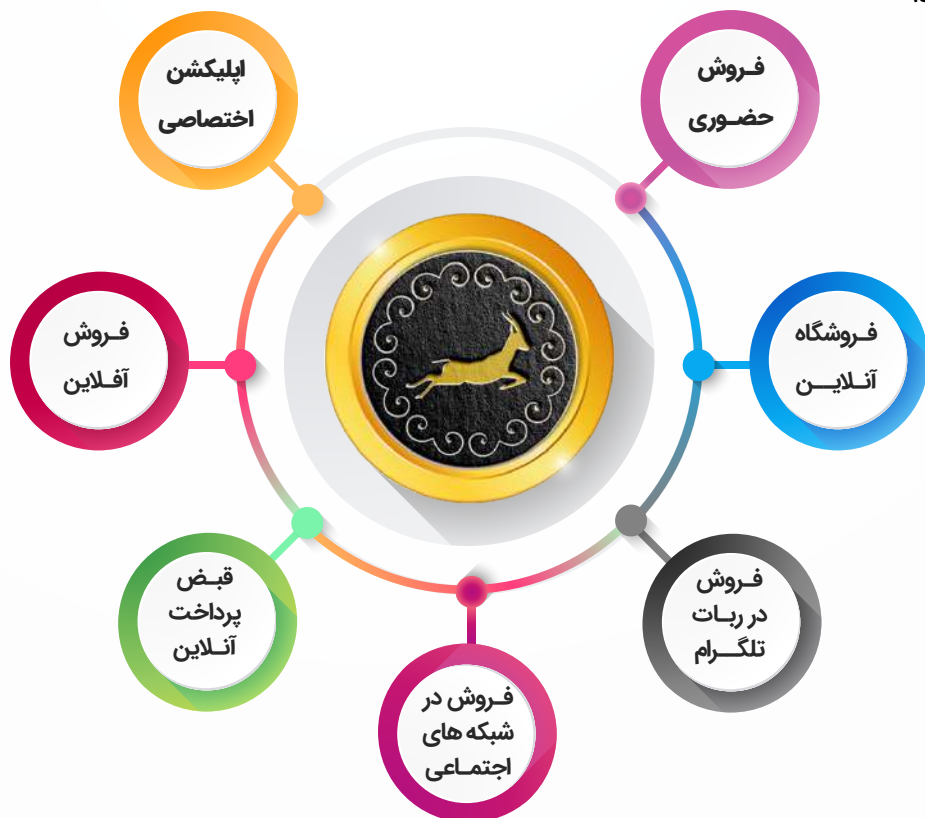 فروش
حضوری
فروشگاه
آنلاین
فروش
در ربات
تلگرام
فروش در
شبکه های
اجتماعی
قبض
پرداخت
آنلاین
فروش
آفلاین
اپلیکشن
اختصاصی